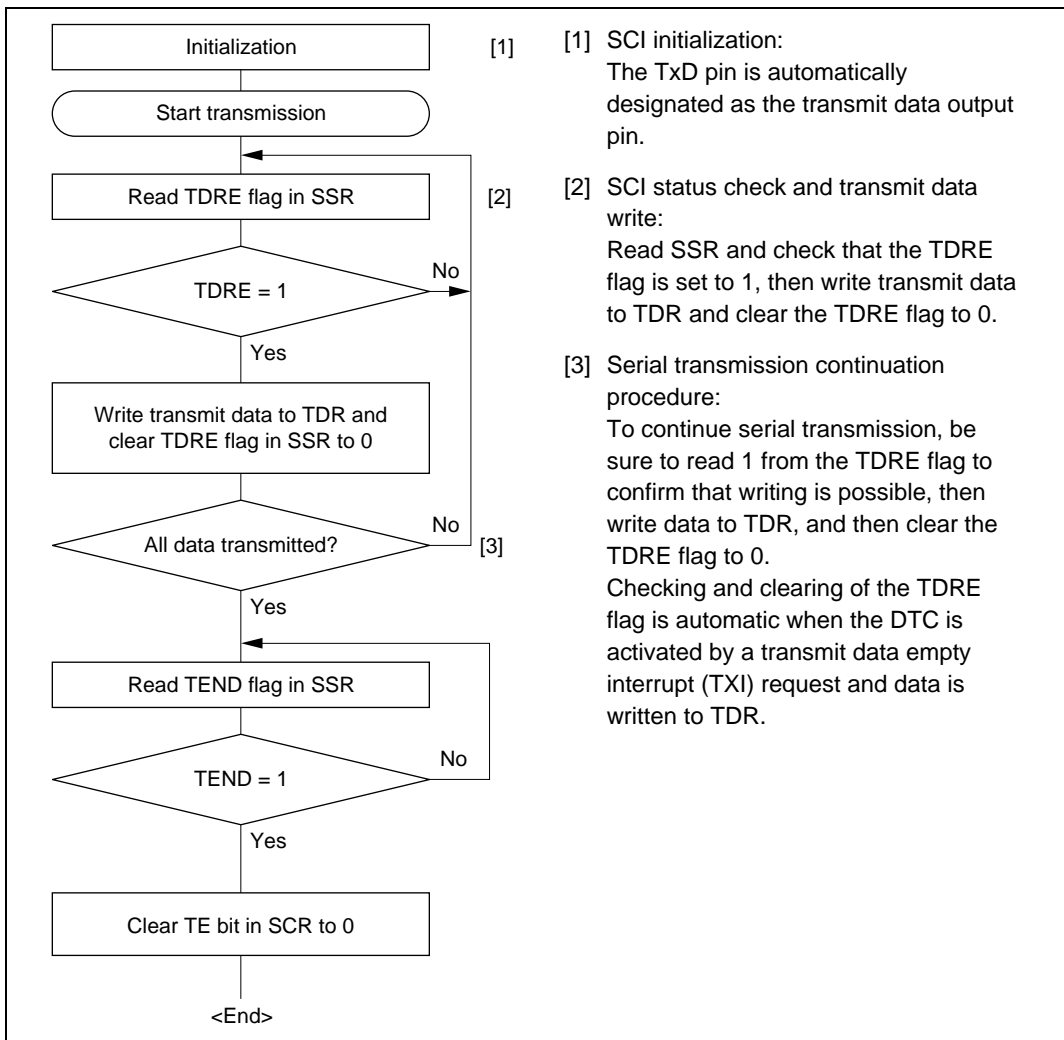 Initialization
[1]
Start transmission
Read TDRE flag in SSR
[2]
No
TDRE = 1
Yes
Write transmit data to TDR and
clear TDRE flag in SSR to 0
No
All data transmitted?
[3]
Yes
Read TEND flag in SSR
No
TEND = 1
Yes
Clear TE bit in SCR to 0
<End>
[1] SCI initialization:
The TxD pin is automatically
designated as the transmit data output
pin.
[2] SCI status check and transmit data
write:
Read SSR and check that the TDRE
flag is set to 1, then write transmit data
to TDR and clear the TDRE flag to 0.
[3] Serial transmission continuation
procedure:
To continue serial transmission, be
sure to read 1 from the TDRE flag to
confirm that writing is possible, then
write data to TDR, and then clear the
TDRE flag to 0.
Checking and clearing of the TDRE
flag is automatic when the DTC is
activated by a transmit data empty
interrupt (TXI) request and data is
written to TDR.